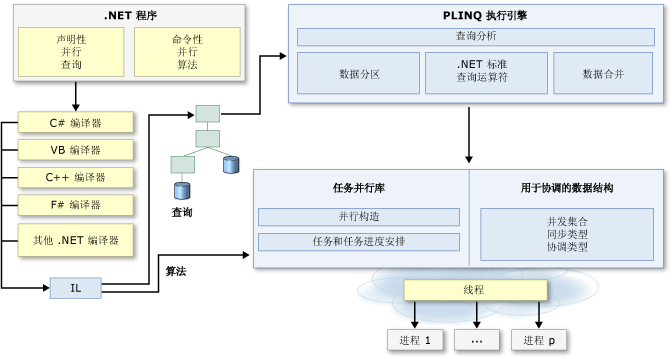 .NET 程序
声明性
并行
查询
命令性
并行
算法
C# 编译器
VB 编译器
C++ 编译器
F# 编译器
其他 .NET 编译器
IL
查询
算法
PLINQ 执行引擎
查询分析
数据分区
.NET 标准
查询运算符
数据合并
任务并行库
并行构造
任务和任务进度安排
用于协调的数据结构
并发集合
同步类型
协调类型
线程
进程 1
...
进程 p